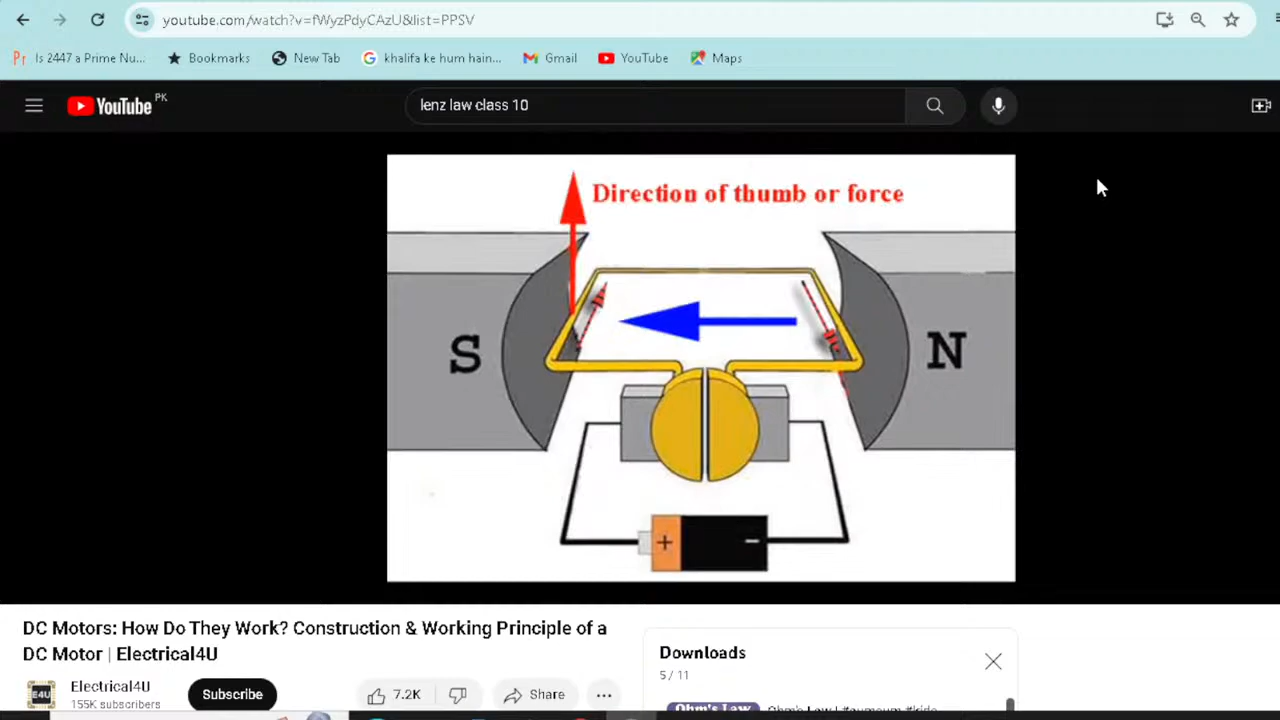 youtube.com/watch?v=fWyzPdyCAzU&list=PPSV
Is 2447 a Prime Nu... Bookmarks New Tab khalifa ke hum hain... Gmail YouTube Maps
YouTube PK
lenz law class 10
Direction of thumb or force
S
N
+ −
DC Motors: How Do They Work? Construction & Working Principle of a
DC Motor | Electrical4U
E4U
Electrical4U
155K subscribers
Subscribe
7.2K
Share
Downloads
5 / 11
Ohm's Law